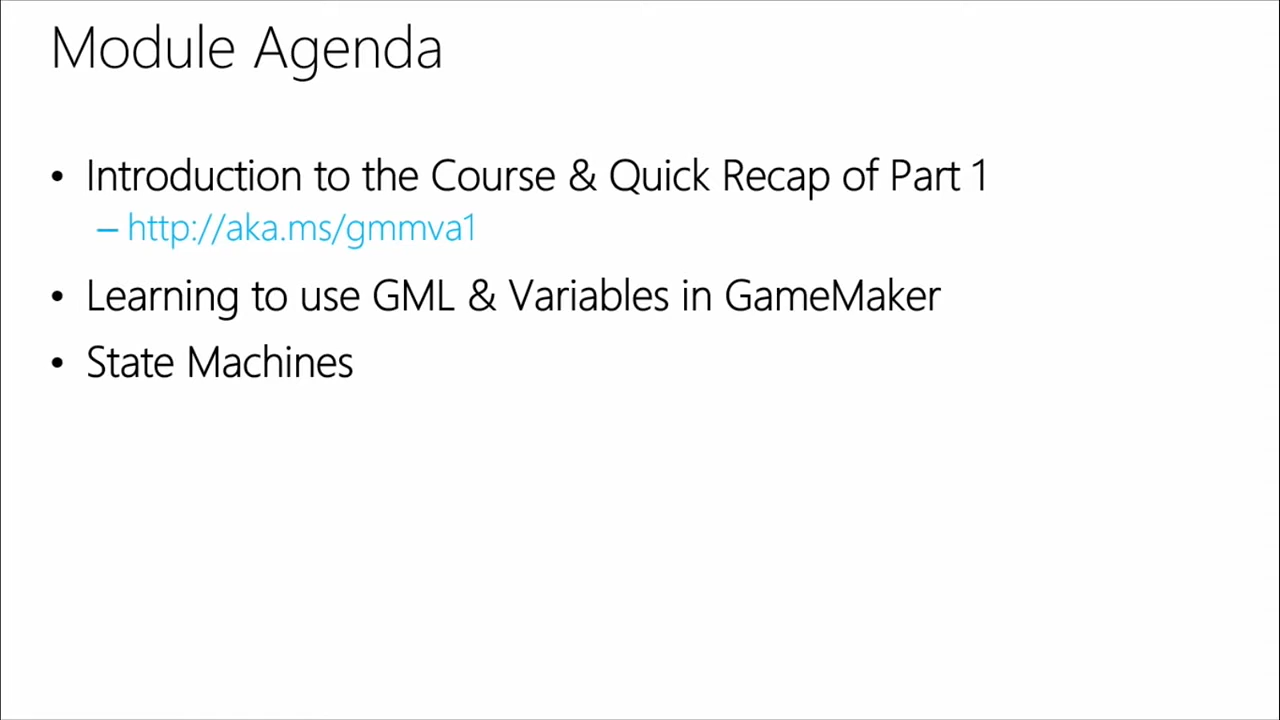 Module Agenda
• Introduction to the Course & Quick Recap of Part 1
– http://aka.ms/gmmva1
• Learning to use GML & Variables in GameMaker
• State Machines